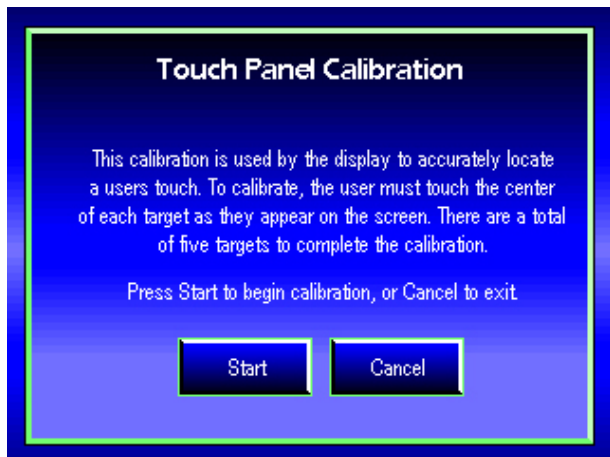 Touch Panel Calibration
This calibration is used by the display to accurately locate
a users touch. To calibrate, the user must touch the center
of each target as they appear on the screen. There are a total
of five targets to complete the calibration.
Press Start to begin calibration, or Cancel to exit.
Start
Cancel